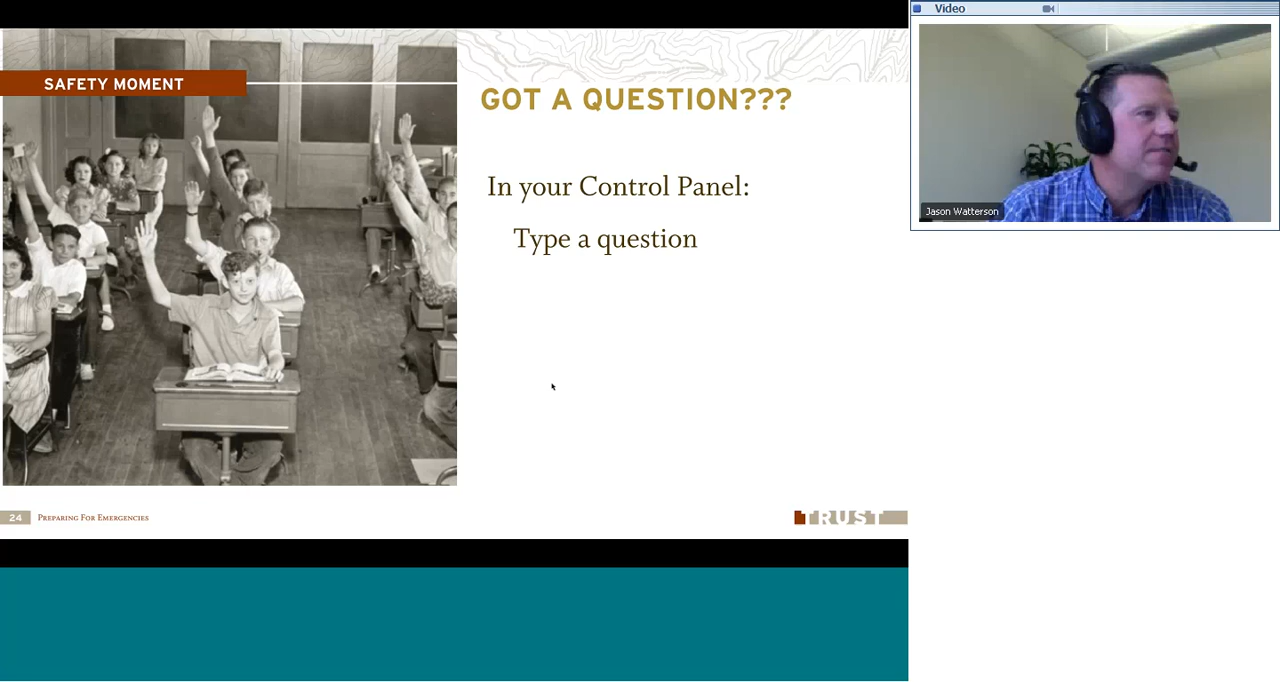 SAFETY MOMENT
GOT A QUESTION???
In your Control Panel:
Type a question
24 Preparing For Emergencies
TRUST
Video
Jason Watterson